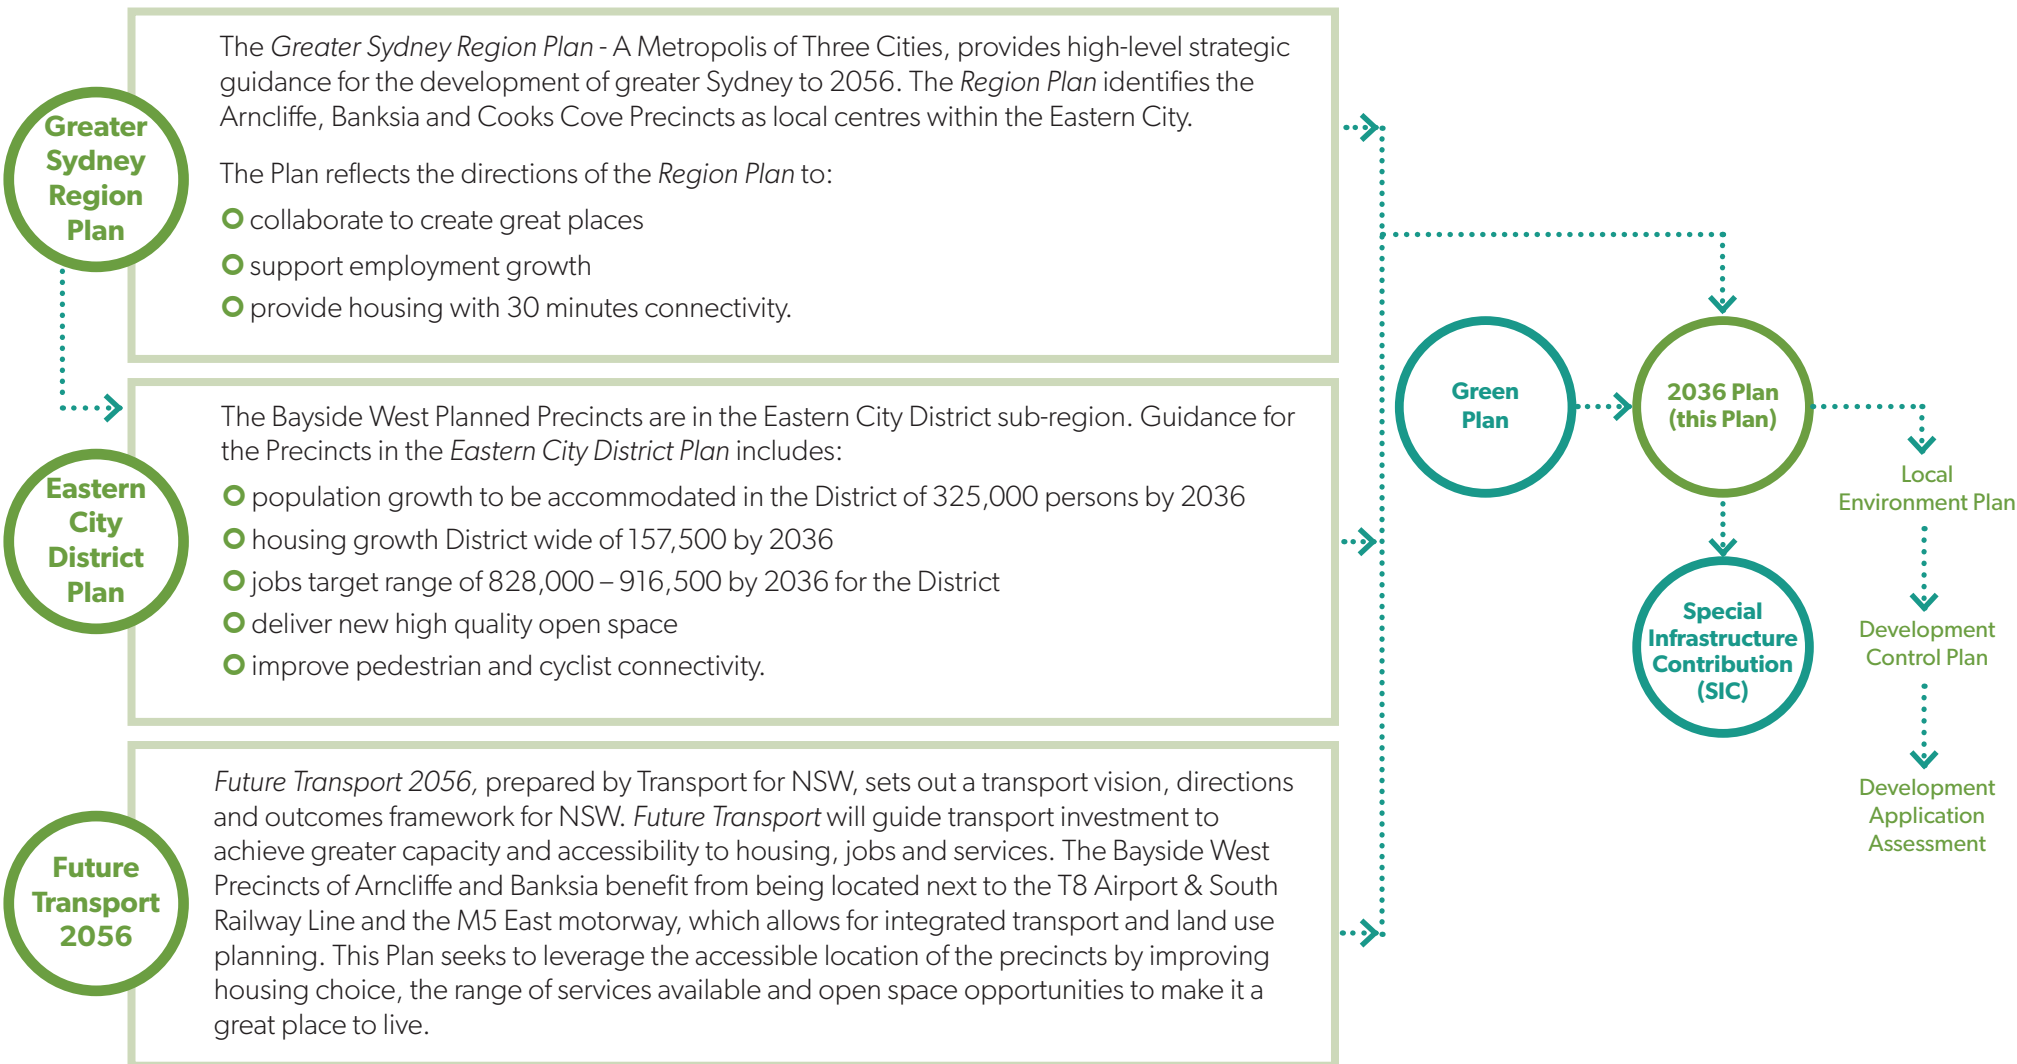 Greater
Sydney
Region
Plan
The Greater Sydney Region Plan - A Metropolis of Three Cities, provides high-level strategic
guidance for the development of greater Sydney to 2056. The Region Plan identifies the
Arncliffe, Banksia and Cooks Cove Precincts as local centres within the Eastern City.
The Plan reflects the directions of the Region Plan to:
collaborate to create great places
support employment growth
provide housing with 30 minutes connectivity.
Eastern
City
District
Plan
The Bayside West Planned Precincts are in the Eastern City District sub-region. Guidance for
the Precincts in the Eastern City District Plan includes:
population growth to be accommodated in the District of 325,000 persons by 2036
housing growth District wide of 157,500 by 2036
jobs target range of 828,000 – 916,500 by 2036 for the District
deliver new high quality open space
improve pedestrian and cyclist connectivity.
Future
Transport
2056
Future Transport 2056, prepared by Transport for NSW, sets out a transport vision, directions
and outcomes framework for NSW. Future Transport will guide transport investment to
achieve greater capacity and accessibility to housing, jobs and services. The Bayside West
Precincts of Arncliffe and Banksia benefit from being located next to the T8 Airport & South
Railway Line and the M5 East motorway, which allows for integrated transport and land use
planning. This Plan seeks to leverage the accessible location of the precincts by improving
housing choice, the range of services available and open space opportunities to make it a
great place to live.
Green
Plan
2036 Plan
(this Plan)
Special
Infrastructure
Contribution
(SIC)
Local
Environment Plan
Development
Control Plan
Development
Application
Assessment